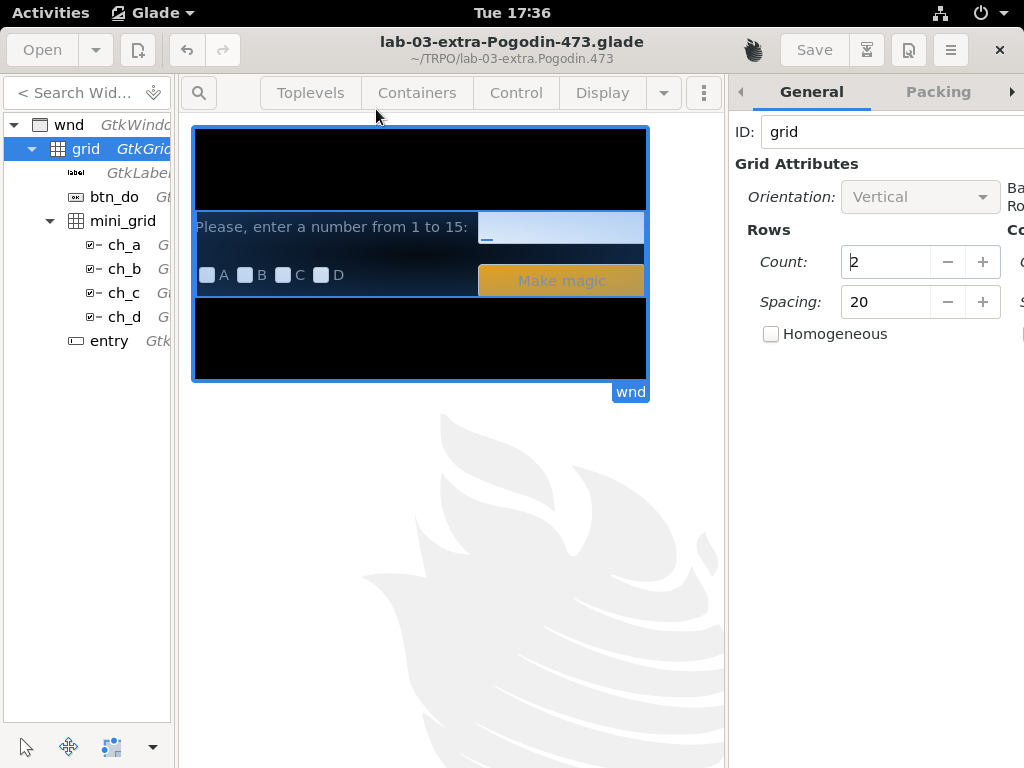 Activities Glade Tue 17:36
Open lab-03-extra-Pogodin-473.glade Save
~/TRPO/lab-03-extra.Pogodin.473
< Search Wid... Toplevels Containers Control Display General Packing
wnd GtkWindo
grid GtkGrid
label GtkLabel
btn_do Gt
mini_grid
ch_a G
ch_b G
ch_c Gt
ch_d G
entry Gtk
Please, enter a number from 1 to 15:
A B C D Make magic
wnd
ID: grid
Grid Attributes
Orientation: Vertical Ba
Ro
Rows Co
Count: 2
Spacing: 20 S
Homogeneous